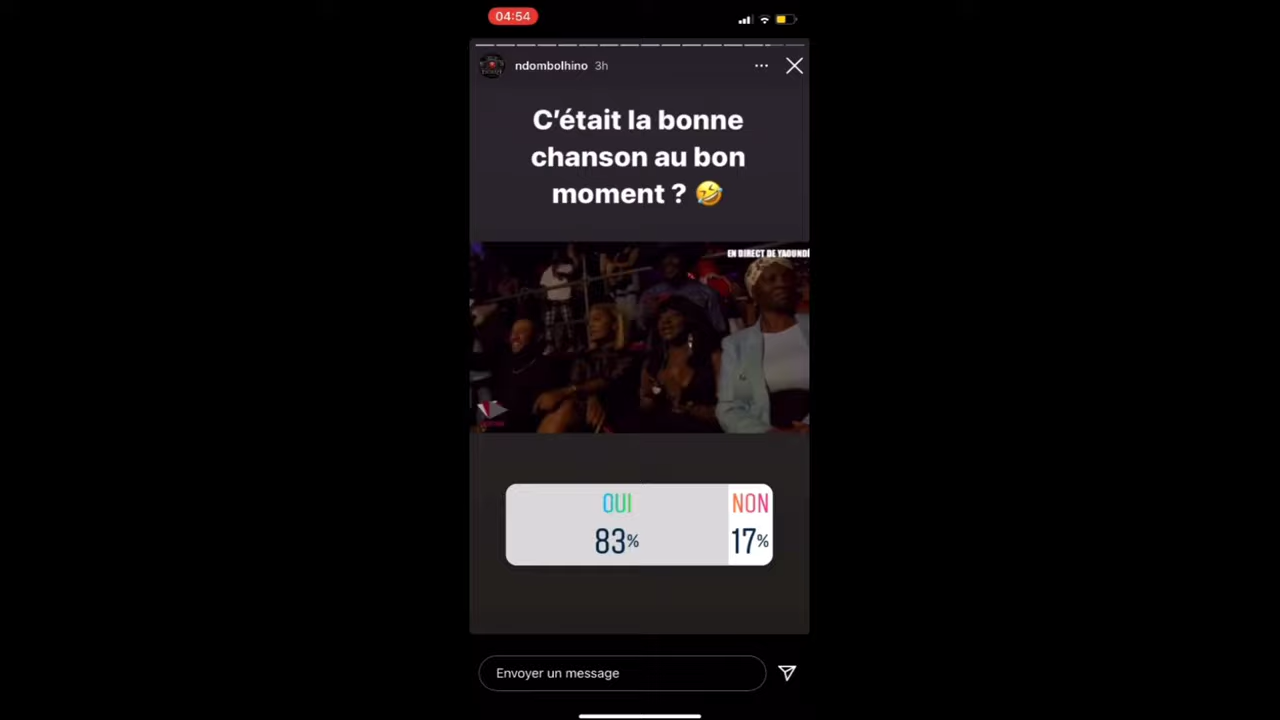 04:54
ndombolhino 3h
C'était la bonne
chanson au bon
moment ? 🤣
EN DIRECT DE YAOUNDÉ
OUI NON
83% 17%
Envoyer un message